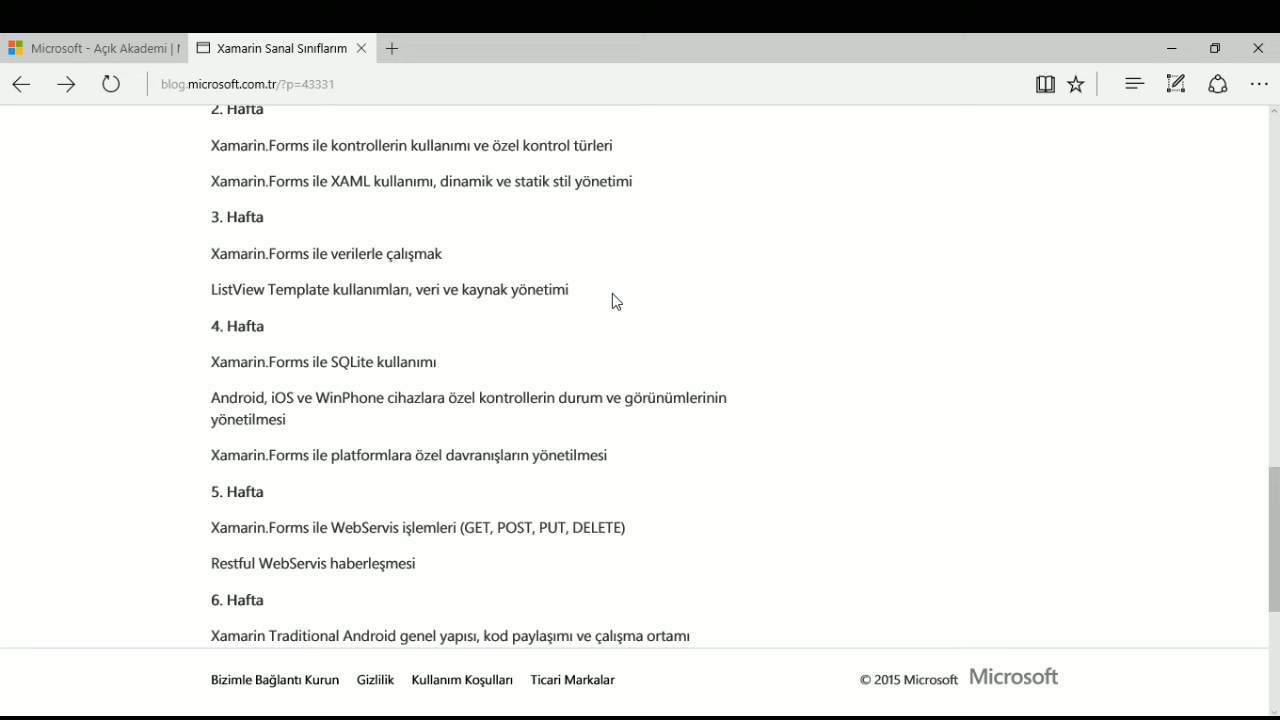 Microsoft - Açık Akademi |
Xamarin Sanal Sınıflarım
blog.microsoft.com.tr/?p=43331
2. Hafta
Xamarin.Forms ile kontrollerin kullanımı ve özel kontrol türleri
Xamarin.Forms ile XAML kullanımı, dinamik ve statik stil yönetimi
3. Hafta
Xamarin.Forms ile verilerle çalışmak
ListView Template kullanımları, veri ve kaynak yönetimi
4. Hafta
Xamarin.Forms ile SQLite kullanımı
Android, iOS ve WinPhone cihazlara özel kontrollerin durum ve görünümlerinin
yönetilmesi
Xamarin.Forms ile platformlara özel davranışların yönetilmesi
5. Hafta
Xamarin.Forms ile WebServis işlemleri (GET, POST, PUT, DELETE)
Restful WebServis haberleşmesi
6. Hafta
Xamarin Traditional Android genel yapısı, kod paylaşımı ve çalışma ortamı
Bizimle Bağlantı Kurun Gizlilik Kullanım Koşulları Ticari Markalar
© 2015 Microsoft Microsoft